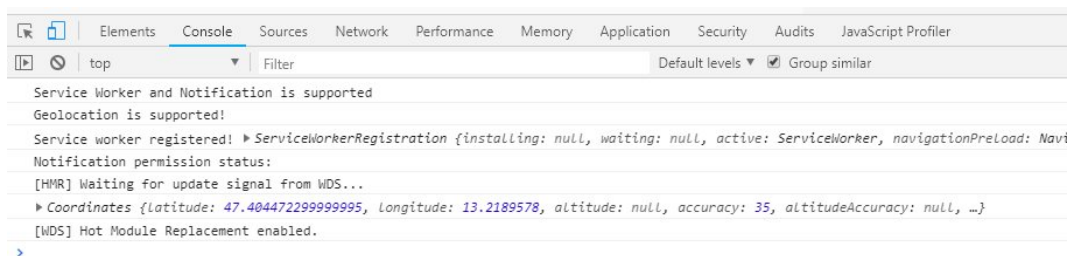 Elements Console Sources Network Performance Memory Application Security Audits JavaScript Profiler
top ▼ Filter Default levels ▼ Group similar
Service Worker and Notification is supported
Geolocation is supported!
Service worker registered! ▶ ServiceWorkerRegistration {installing: null, waiting: null, active: ServiceWorker, navigationPreload: Navi
Notification permission status:
[HMR] Waiting for update signal from WDS...
▶ Coordinates {latitude: 47.404472299999995, longitude: 13.2189578, altitude: null, accuracy: 35, altitudeAccuracy: null, …}
[WDS] Hot Module Replacement enabled.
>